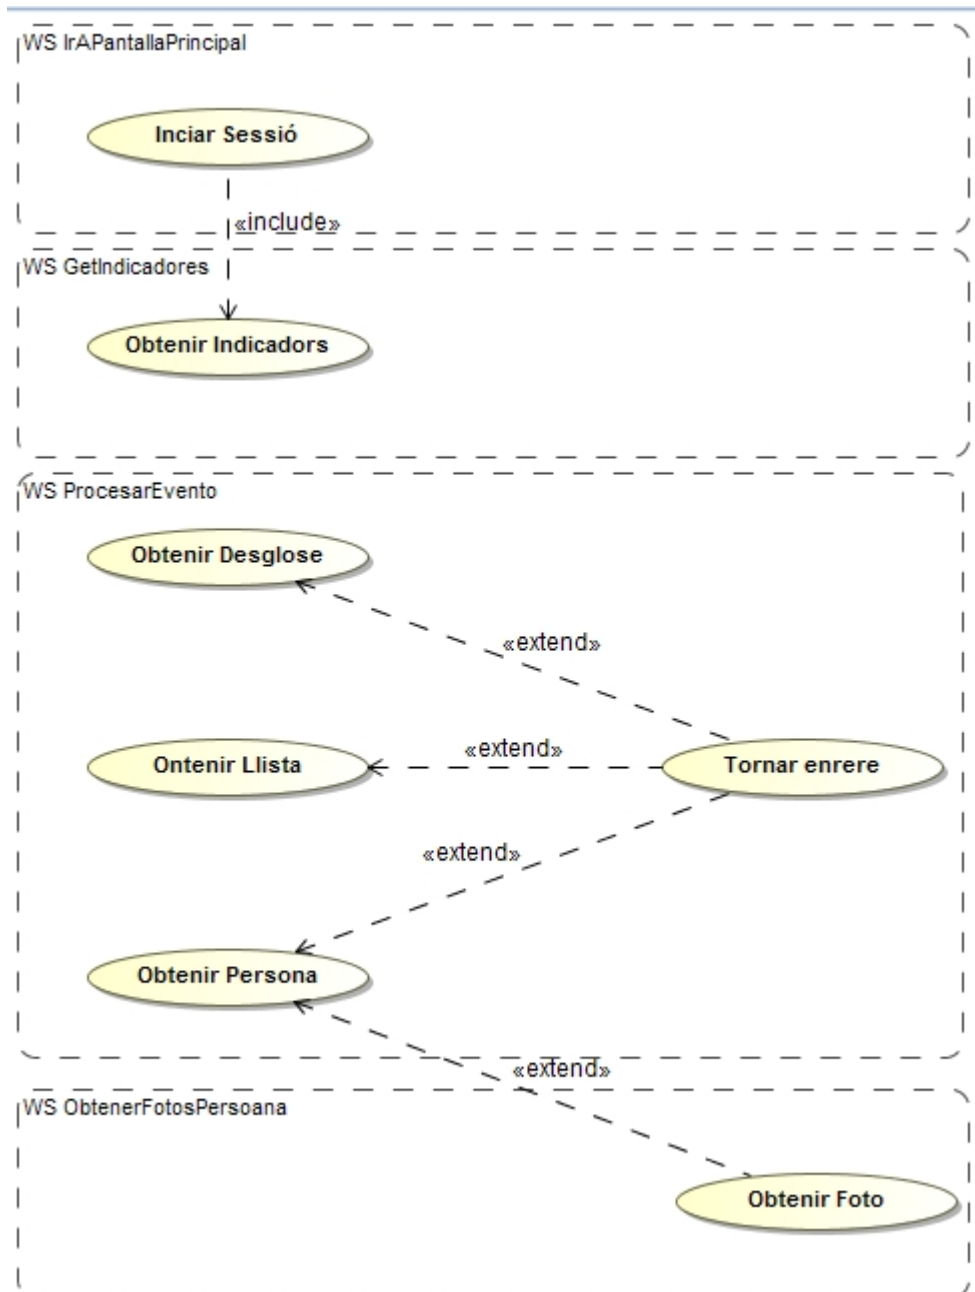 WS IrAPantallaPrincipal
Inciar Sessió
«include»
WS GetIndicadores
Obtenir Indicadors
WS ProcesarEvento
Obtenir Desglose
«extend»
Ontenir Llista
«extend»
Tornar enrere
«extend»
Obtenir Persona
«extend»
WS ObtenerFotosPersoana
Obtenir Foto